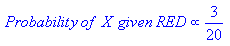 Probability of X given RED ∝ 3/20